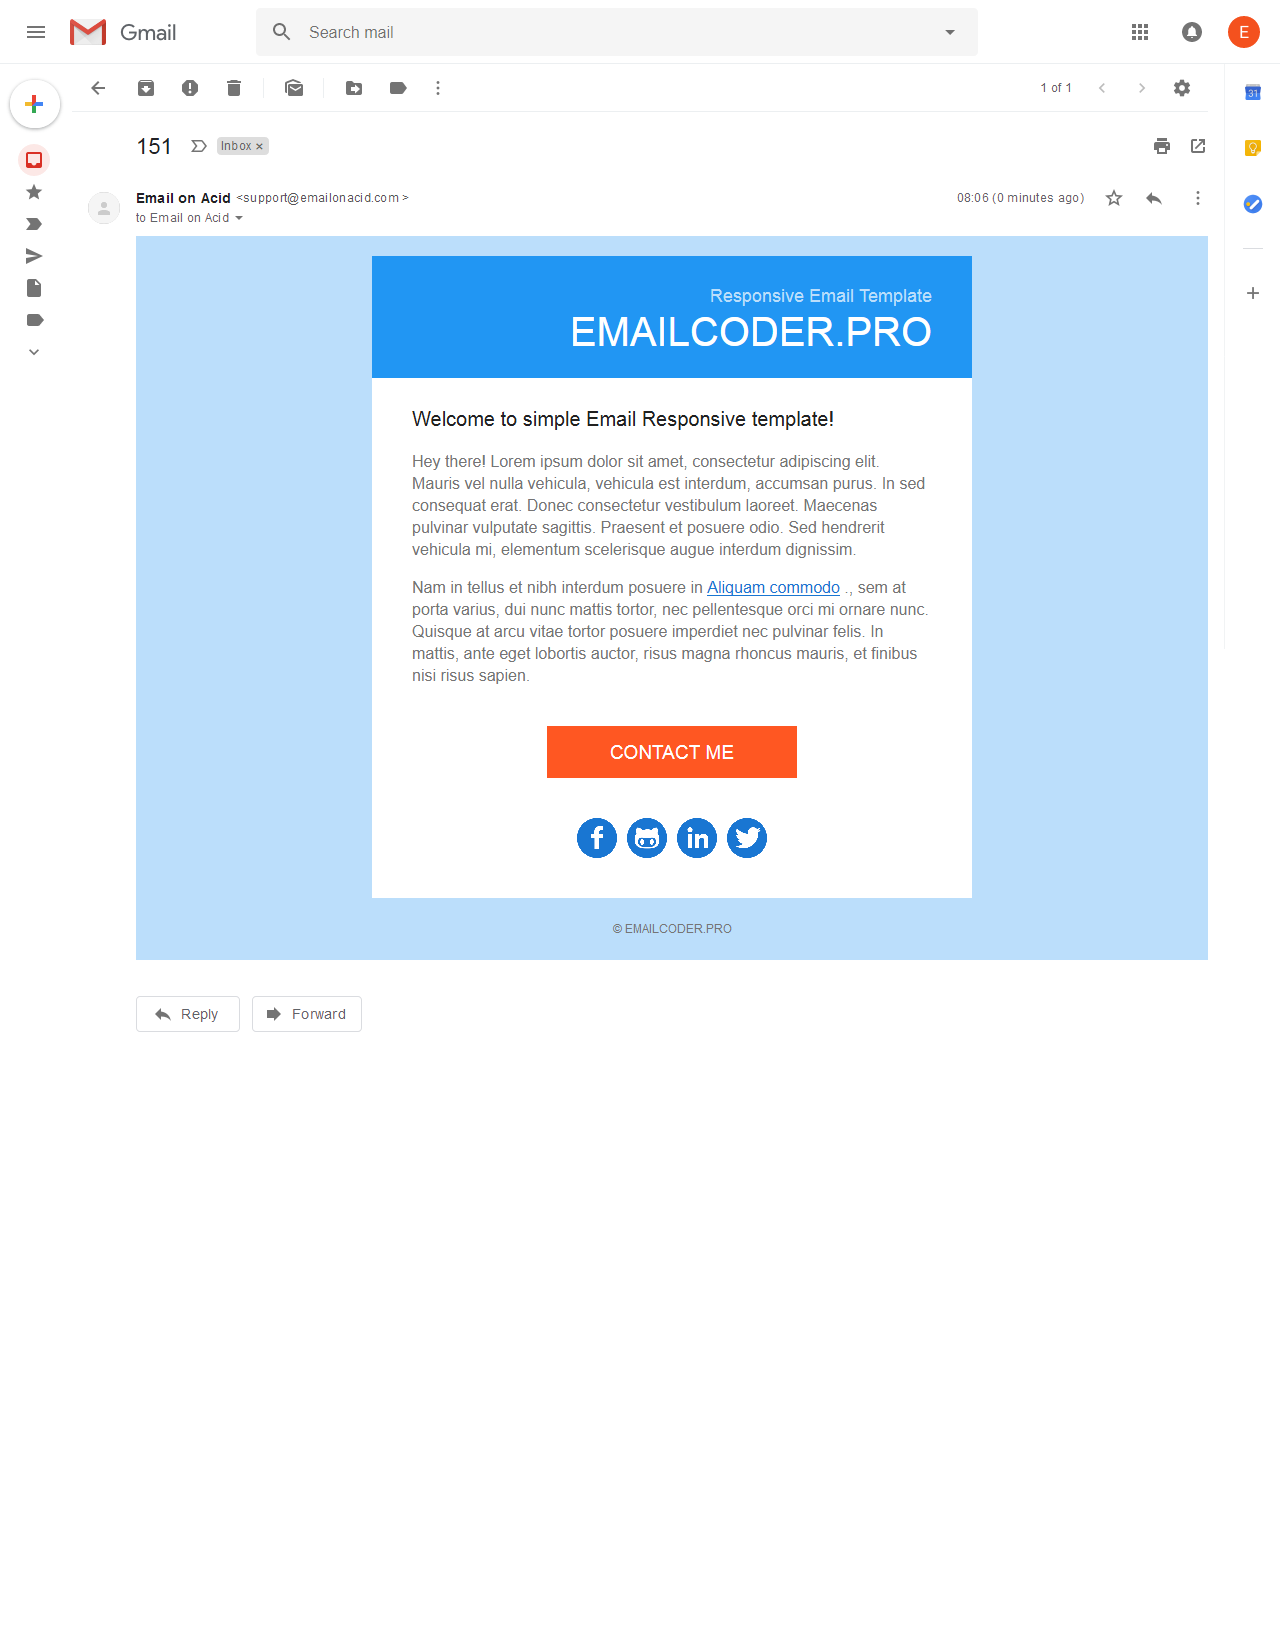 Gmail
Search mail
E
1 of 1
31
151
Inbox ×
Email on Acid <support@emailonacid.com >
08:06 (0 minutes ago)
to Email on Acid
Responsive Email Template
EMAILCODER.PRO
Welcome to simple Email Responsive template!
Hey there! Lorem ipsum dolor sit amet, consectetur adipiscing elit.
Mauris vel nulla vehicula, vehicula est interdum, accumsan purus. In sed
consequat erat. Donec consectetur vestibulum laoreet. Maecenas
pulvinar vulputate sagittis. Praesent et posuere odio. Sed hendrerit
vehicula mi, elementum scelerisque augue interdum dignissim.
Nam in tellus et nibh interdum posuere in Aliquam commodo ., sem at
porta varius, dui nunc mattis tortor, nec pellentesque orci mi ornare nunc.
Quisque at arcu vitae tortor posuere imperdiet nec pulvinar felis. In
mattis, ante eget lobortis auctor, risus magna rhoncus mauris, et finibus
nisi risus sapien.
CONTACT ME
f
in
© EMAILCODER.PRO
Reply
Forward